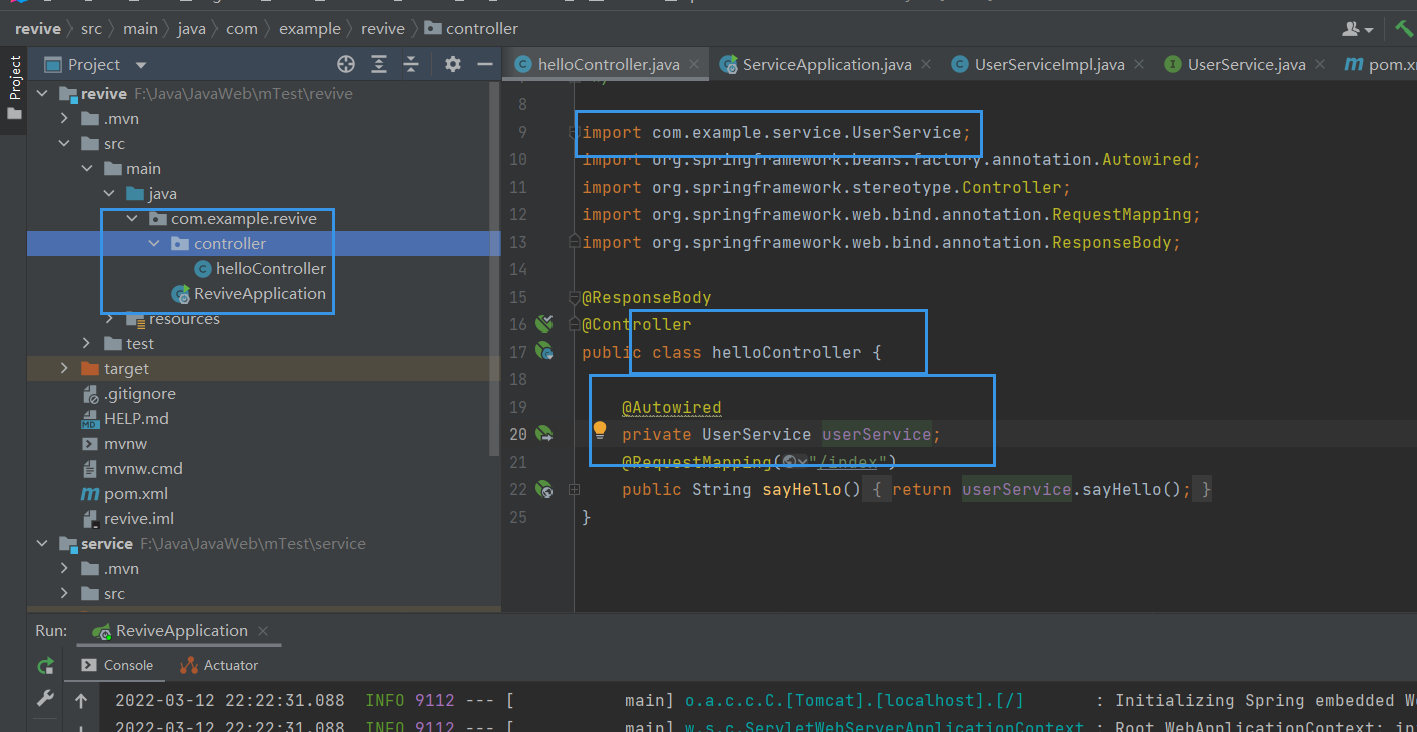 revive src main java com example revive controller
Project
Project
helloController.java ServiceApplication.java UserServiceImpl.java UserService.java pom.xm
revive F:\Java\JavaWeb\mTest\revive
.mvn
src
main
java
com.example.revive
controller
helloController
ReviveApplication
resources
test
target
.gitignore
HELP.md
mvnw
mvnw.cmd
pom.xml
revive.iml
service F:\Java\JavaWeb\mTest\service
.mvn
src
8
9 import com.example.service.UserService;
10 import org.springframework.beans.factory.annotation.Autowired;
11 import org.springframework.stereotype.Controller;
12 import org.springframework.web.bind.annotation.RequestMapping;
13 import org.springframework.web.bind.annotation.ResponseBody;
14
15 @ResponseBody
16 @Controller
17 public class helloController {
18
19 @Autowired
20 private UserService userService;
21 @RequestMapping("/index")
22 public String sayHello() { return userService.sayHello(); }
25 }
Run: ReviveApplication
Console Actuator
2022-03-12 22:22:31.088 INFO 9112 --- [ main] o.a.c.c.C.[Tomcat].[localhost].[/] : Initializing Spring embedded We
2022-03-12 22:22:31.088 INFO 9112 --- [ main] w.s.c.ServletWebServerApplicationContext : Root WebApplicationContext: in